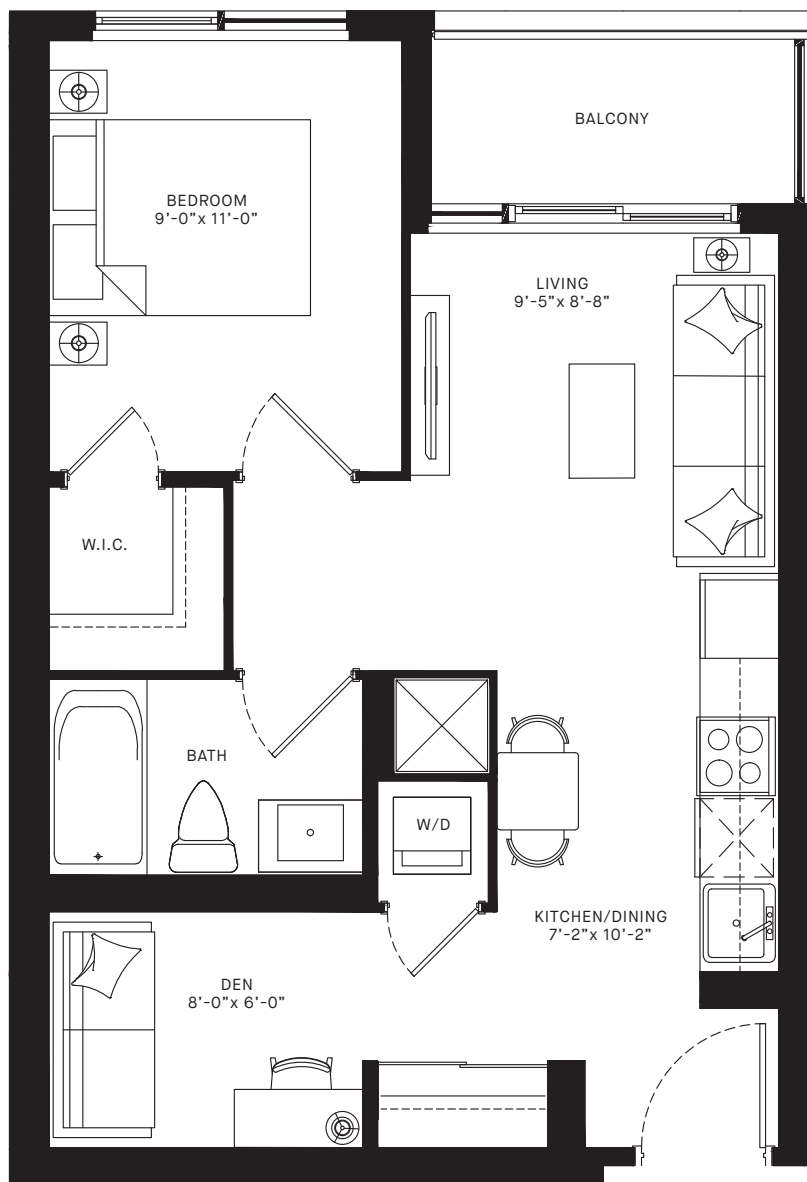 BALCONY
BEDROOM
9’-0”x 11’-0”
LIVING
9’-5”x 8’-8”
W.I.C.
BATH
W/D
KITCHEN/DINING
7’-2”x 10’-2”
DEN
8’-0”x 6’-0”